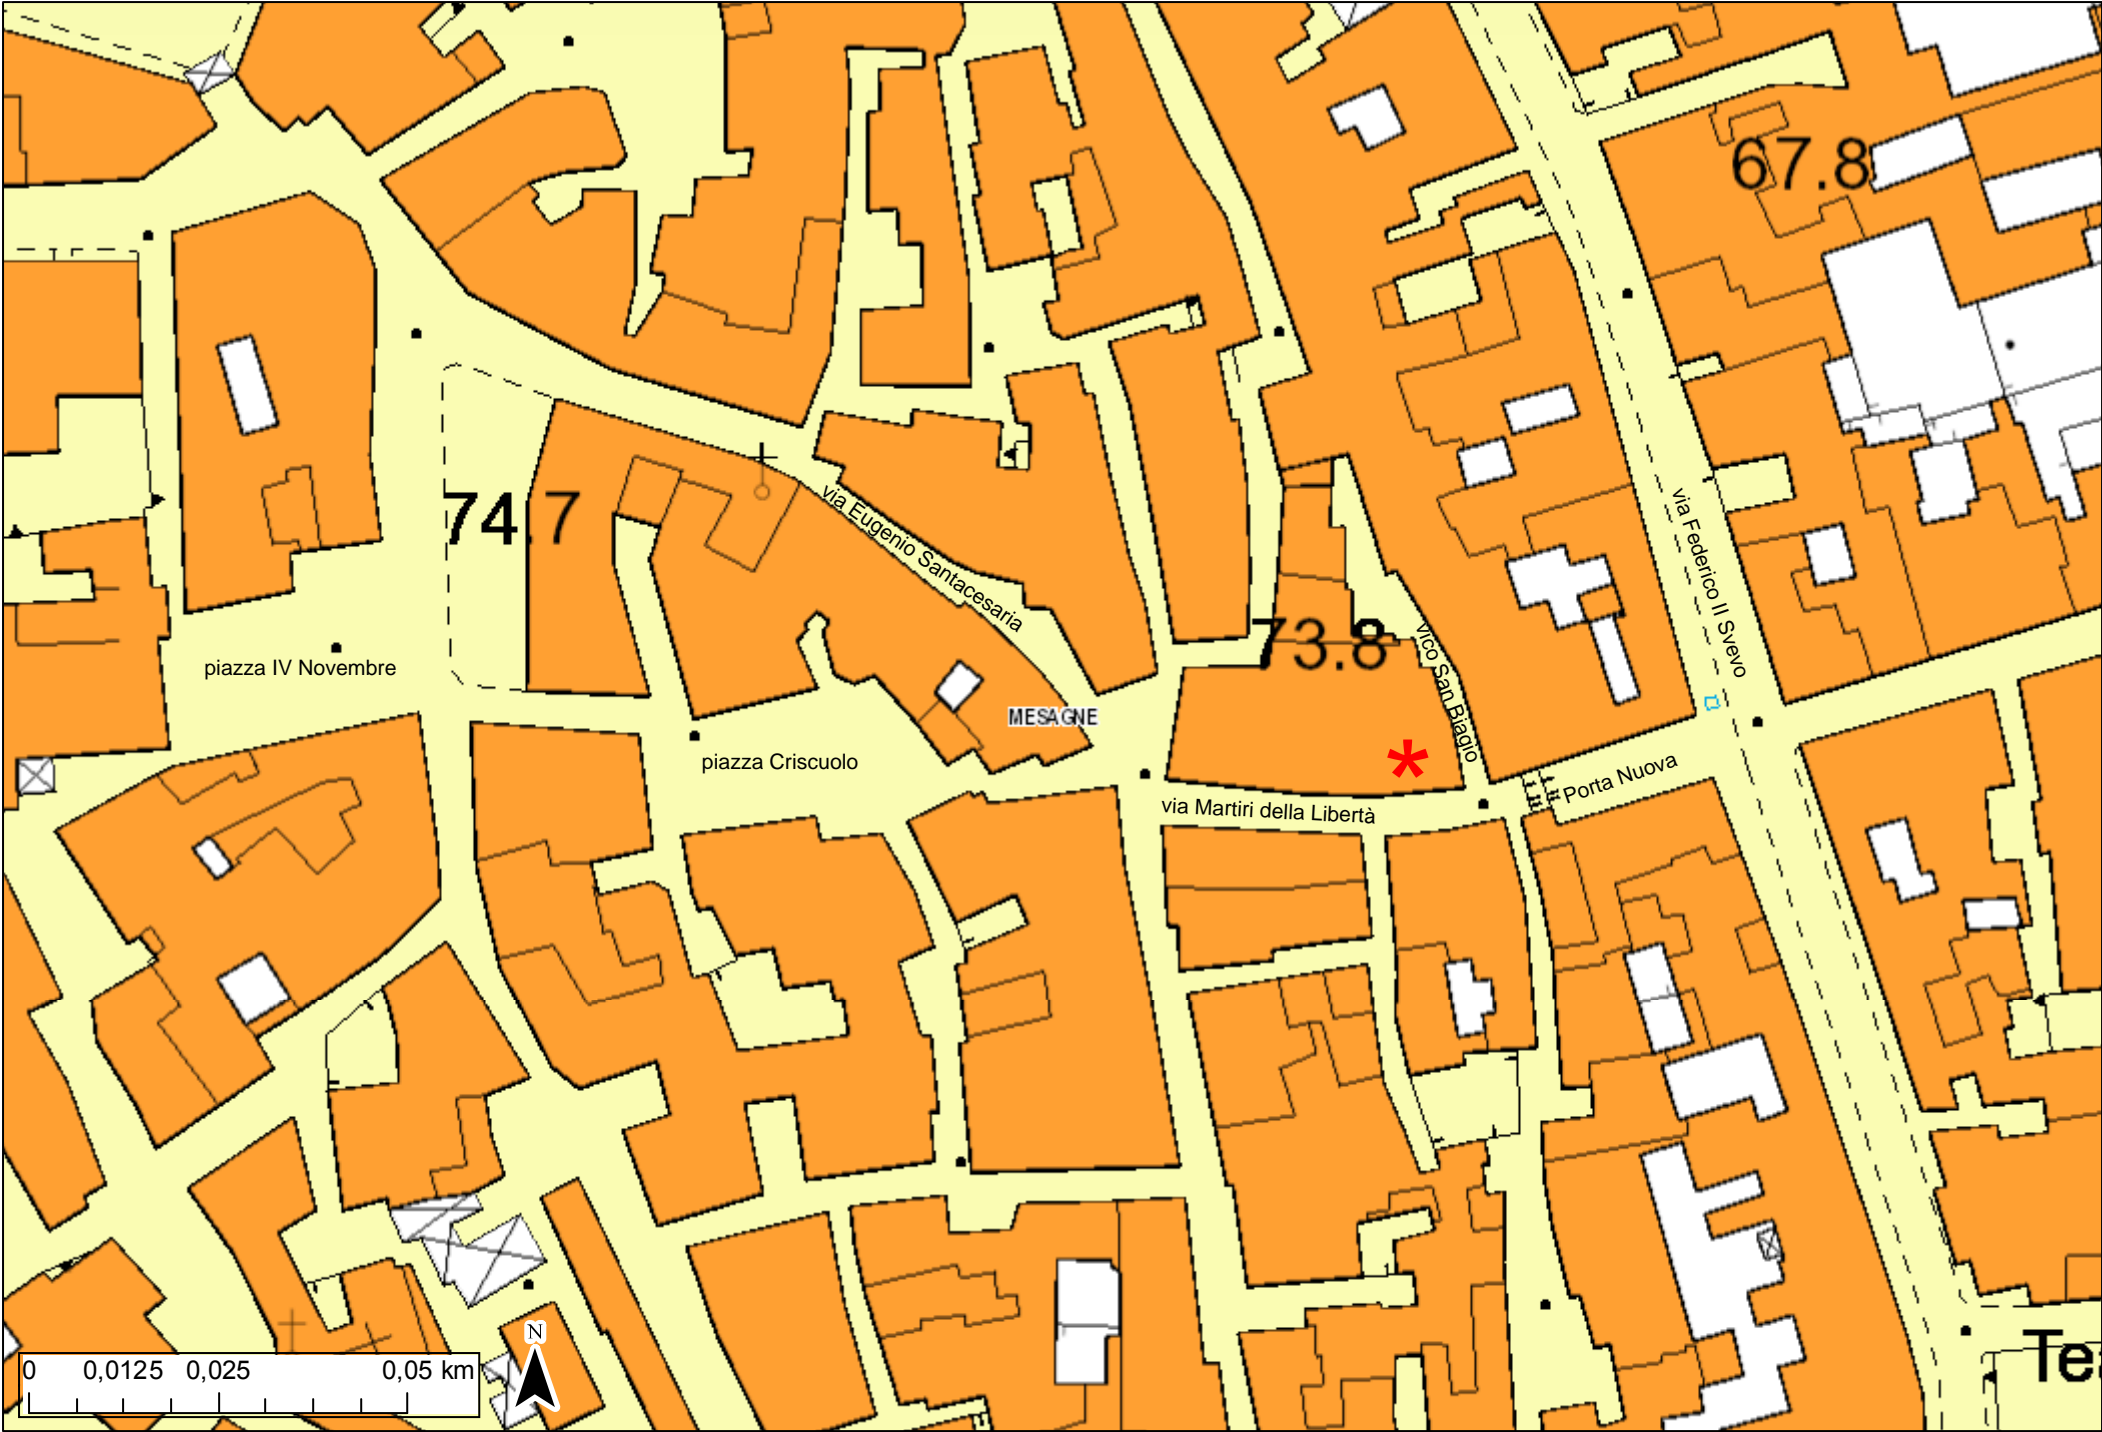 67.8
74.7
via Eugenio Santacesaria
via Federico II Svevo
73.8
vico San Biagio
piazza IV Novembre
MESAGNE
piazza Criscuolo
Porta Nuova
via Martiri della Libertà
N
Te
0 0,0125 0,025 0,05 km